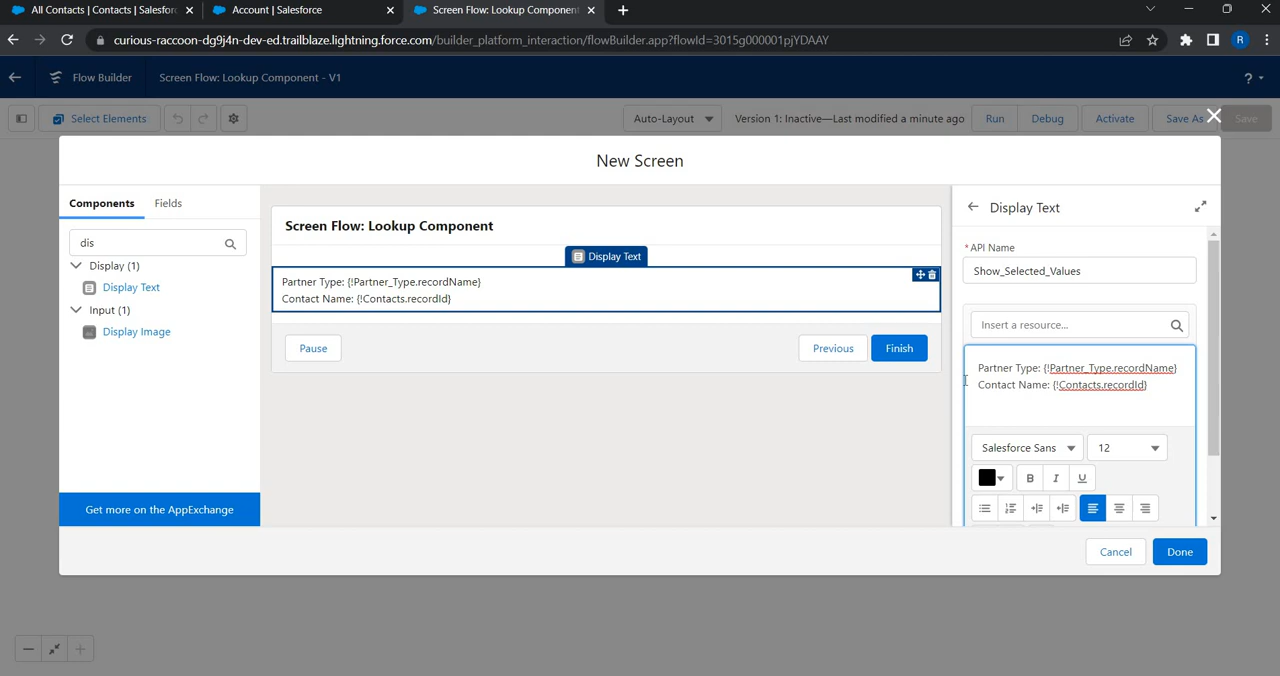 All Contacts | Contacts | Salesforc
Account | Salesforce
Screen Flow: Lookup Component
curious-raccoon-dg9j4n-dev-ed.trailblaze.lightning.force.com/builder_platform_interaction/flowBuilder.app?flowId=3015g000001pjYDAAY
R
Flow Builder
Screen Flow: Lookup Component - V1
?
Select Elements
Auto-Layout
Version 1: Inactive—Last modified a minute ago
Run
Debug
Activate
Save As
Save
New Screen
Components
Fields
dis
Display (1)
Display Text
Input (1)
Display Image
Get more on the AppExchange
Screen Flow: Lookup Component
Display Text
Partner Type: {!Partner_Type.recordName}
Contact Name: {!Contacts.recordId}
Pause
Previous
Finish
Display Text
* API Name
Show_Selected_Values
Insert a resource...
Partner Type: {!Partner_Type.recordName}
Contact Name: {!Contacts.recordId}
Salesforce Sans
12
B
I
U
Cancel
Done